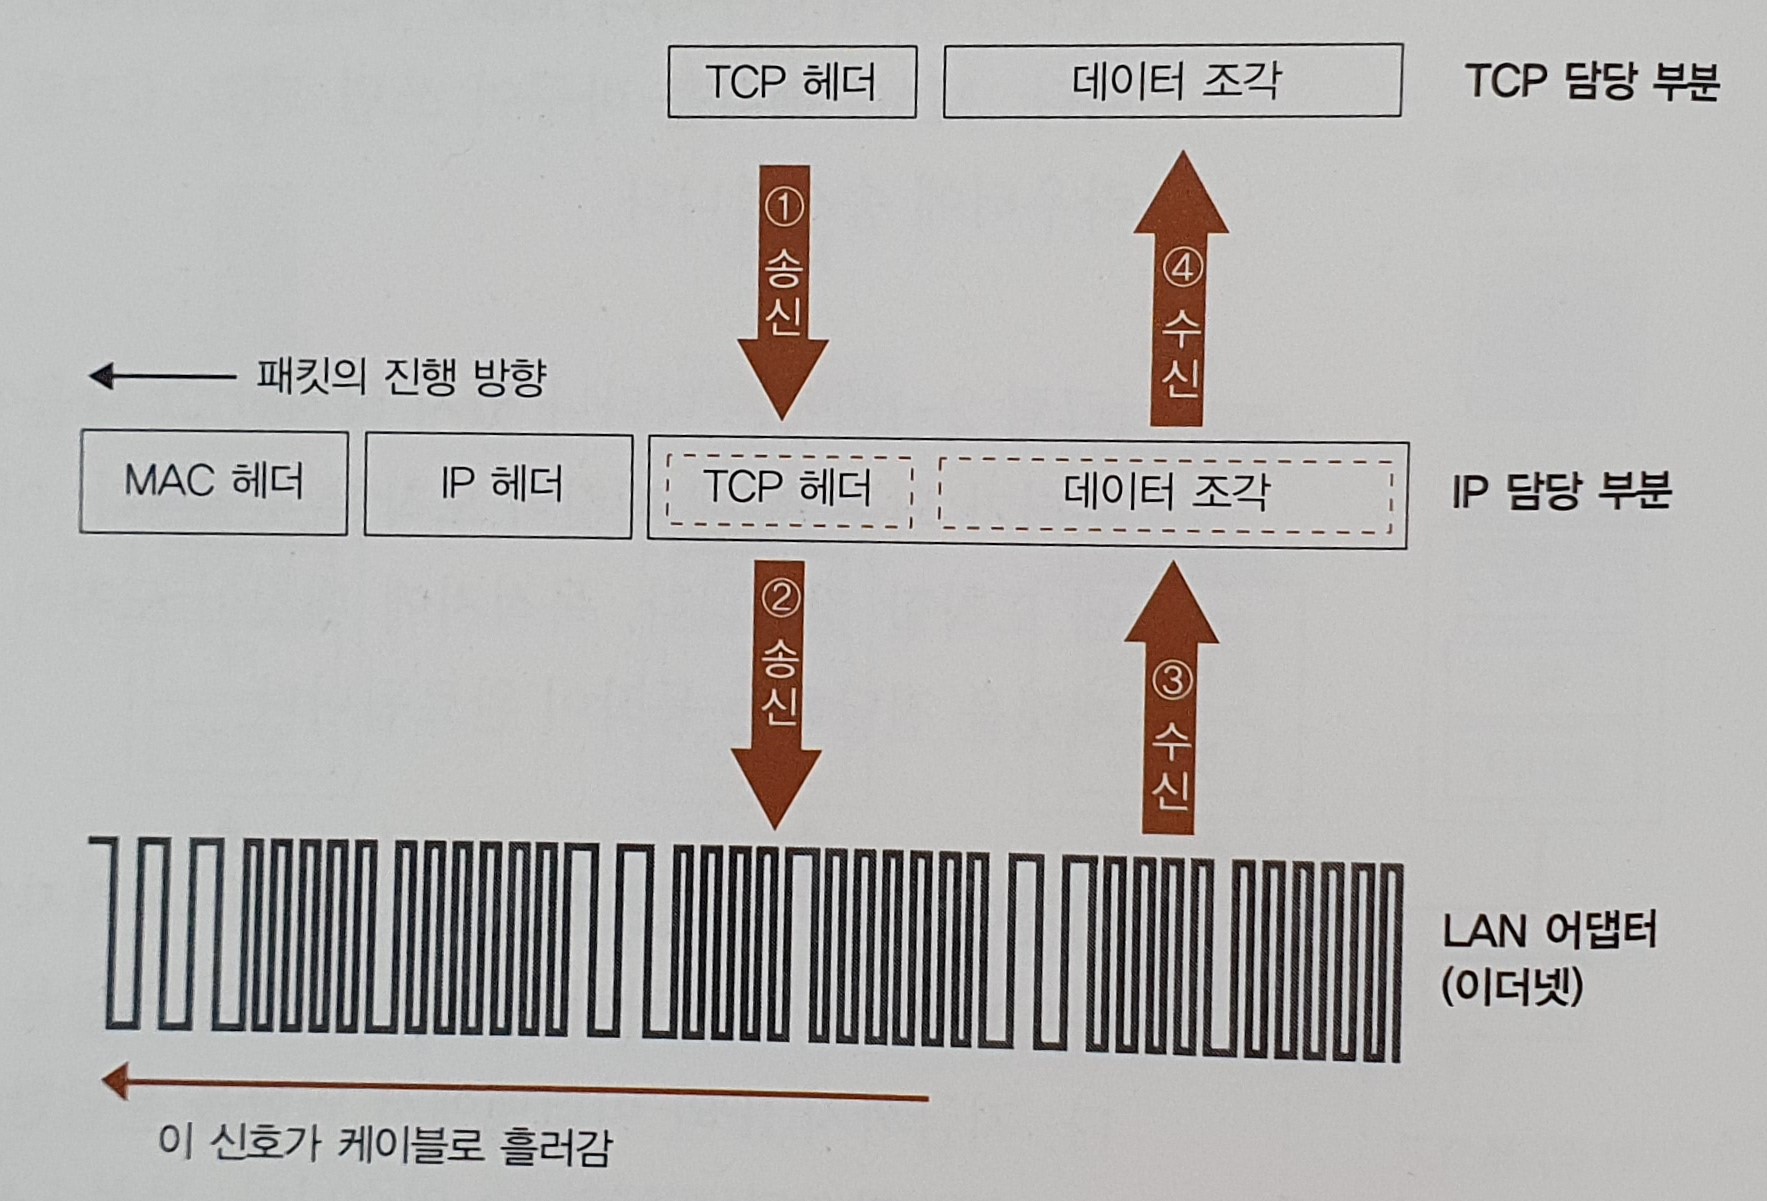 TCP 헤더 데이터 조각 TCP 담당 부분
① 송신
④ 수신
패킷의 진행 방향
MAC 헤더 IP 헤더 TCP 헤더 데이터 조각 IP 담당 부분
② 송신
③ 수신
LAN 어댑터
(이더넷)
이 신호가 케이블로 흘러감